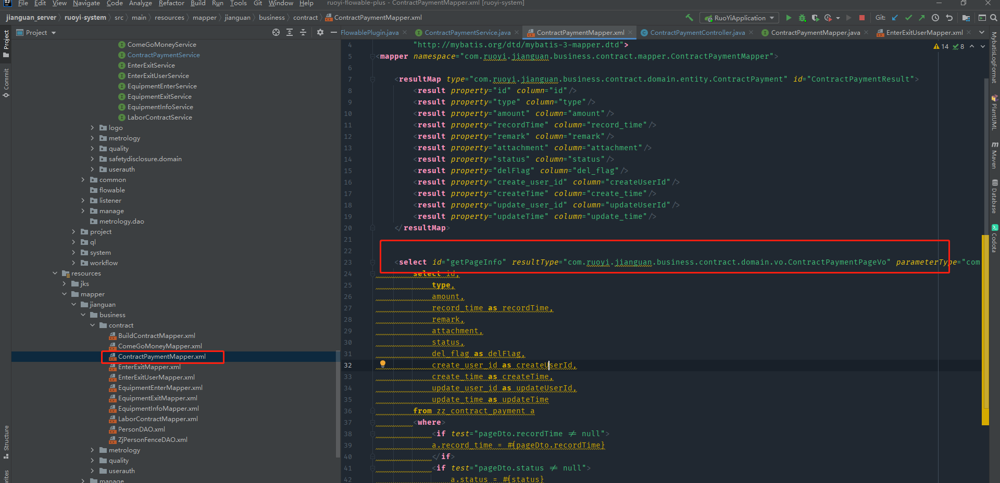 File Edit View Navigate Code Analyze Refactor Build Run Tools Git Window Help ruoyi-flowable-plus - ContractPaymentMapper.xml [ruoyi-system]
jianguan_server ruoyi-system src main resources mapper jianguan business contract ContractPaymentMapper.xml RuoYiApplication Git:
Project FlowablePlugin.java ContractPaymentService.java ContractPaymentMapper.xml ContractPaymentController.java ContractPaymentMapper.java EnterExitUserMapper.xml
Project
Commit
Structure
ComeGoMoneyService
ContractPaymentService
EnterExitService
EnterExitUserService
EquipmentEnterService
EquipmentExitService
EquipmentInfoService
LaborContractService
logo
metrology
quality
safetydisclosure.domain
userauth
common
flowable
listener
manage
metrology.dao
project
ql
system
workflow
resources
jks
mapper
jianguan
business
contract
BuildContractMapper.xml
ComeGoMoneyMapper.xml
ContractPaymentMapper.xml
EnterExitMapper.xml
EnterExitUserMapper.xml
EquipmentEnterMapper.xml
EquipmentExitMapper.xml
EquipmentInfoMapper.xml
LaborContractMapper.xml
PersonDAO.xml
ZjPersonFenceDAO.xml
metrology
quality
userauth
manage
14 8
4 "http://mybatis.org/dtd/mybatis-3-mapper.dtd">
5 <mapper namespace="com.ruoyi.jianguan.business.contract.mapper.ContractPaymentMapper">
6
7 <resultMap type="com.ruoyi.jianguan.business.contract.domain.entity.ContractPayment" id="ContractPaymentResult">
8 <result property="id" column="id"/>
9 <result property="type" column="type"/>
10 <result property="amount" column="amount"/>
11 <result property="recordTime" column="record_time"/>
12 <result property="remark" column="remark"/>
13 <result property="attachment" column="attachment"/>
14 <result property="status" column="status"/>
15 <result property="delFlag" column="del_flag"/>
16 <result property="create_user_id" column="createUserId"/>
17 <result property="createTime" column="create_time"/>
18 <result property="update_user_id" column="updateUserId"/>
19 <result property="updateTime" column="update_time"/>
20 </resultMap>
21
22
23 <select id="getPageInfo" resultType="com.ruoyi.jianguan.business.contract.domain.vo.ContractPaymentPageVo" parameterType="com
24 select id,
25 type,
26 amount,
27 record_time as recordTime,
28 remark,
29 attachment,
30 status,
31 del_flag as delFlag,
32 create_user_id as createUserId,
33 create_time as createTime,
34 update_user_id as updateUserId,
35 update_time as updateTime
36 from zz_contract_payment a
37 <where>
38 <if test="pageDto.recordTime != null">
39 a.record_time = #{pageDto.recordTime}
40 </if>
41 <if test="pageDto.status != null">
42 a.status = #{status}
MybatisLogFormat
PlantUML
Maven
Database
Codota